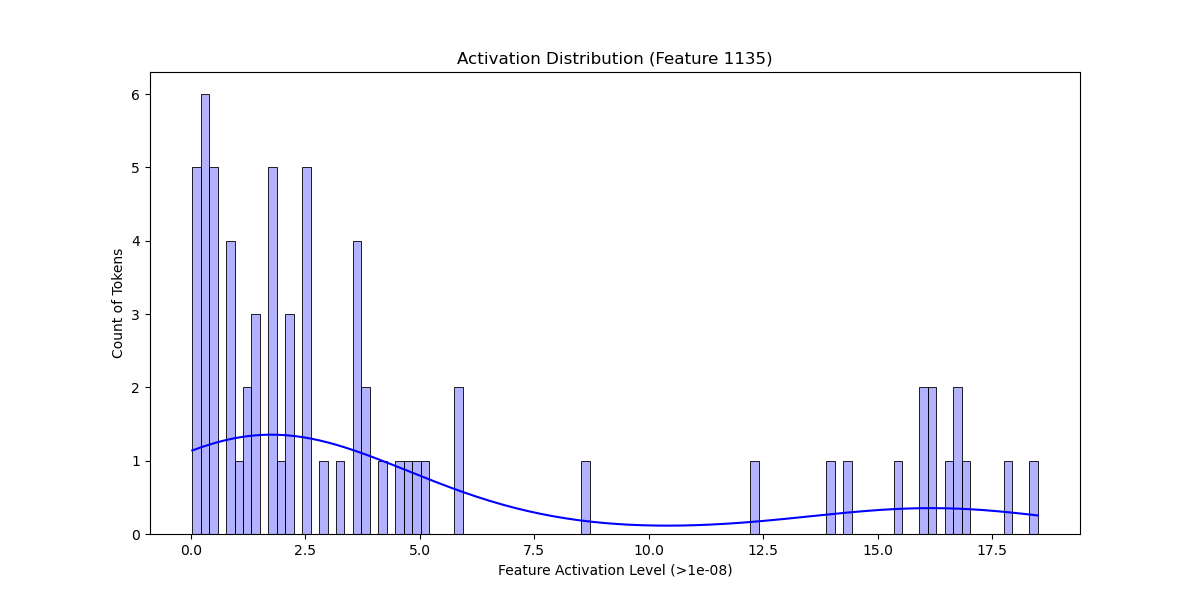 Activation Distribution (Feature 1135)
Count of Tokens
6
5
4
3
2
1
0
0.0 2.5 5.0 7.5 10.0 12.5 15.0 17.5
Feature Activation Level (>1e-08)